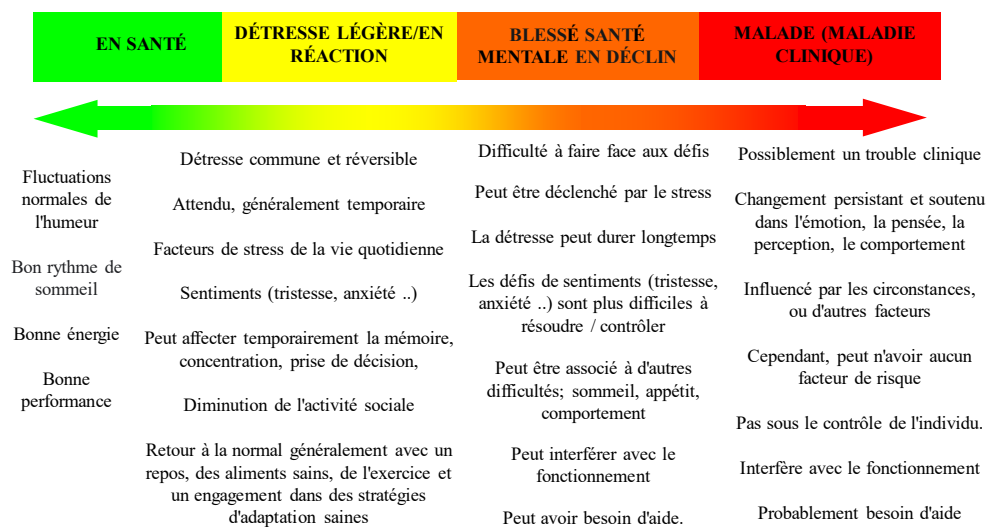 EN SANTÉ
DÉTRESSE LÉGÈRE/EN
RÉACTION
BLESSÉ SANTÉ
MENTALE EN DÉCLIN
MALADE (MALADIE
CLINIQUE)
Fluctuations
normales de
l'humeur
Bon rythme de
sommeil
Bonne énergie
Bonne
performance
Détresse commune et réversible
Attendu, généralement temporaire
Facteurs de stress de la vie quotidienne
Sentiments (tristesse, anxiété ..)
Peut affecter temporairement la mémoire,
concentration, prise de décision,
Diminution de l'activité sociale
Retour à la normal généralement avec un
repos, des aliments sains, de l'exercice et
un engagement dans des stratégies
d'adaptation saines
Difficulté à faire face aux défis
Peut être déclenché par le stress
La détresse peut durer longtemps
Les défis de sentiments (tristesse,
anxiété ..) sont plus difficiles à
résoudre / contrôler
Peut être associé à d'autres
difficultés; sommeil, appétit,
comportement
Peut interférer avec le
fonctionnement
Peut avoir besoin d'aide.
Possiblement un trouble clinique
Changement persistant et soutenu
dans l'émotion, la pensée, la
perception, le comportement
Influencé par les circonstances,
ou d'autres facteurs
Cependant, peut n'avoir aucun
facteur de risque
Pas sous le contrôle de l'individu.
Interfère avec le fonctionnement
Probablement besoin d'aide